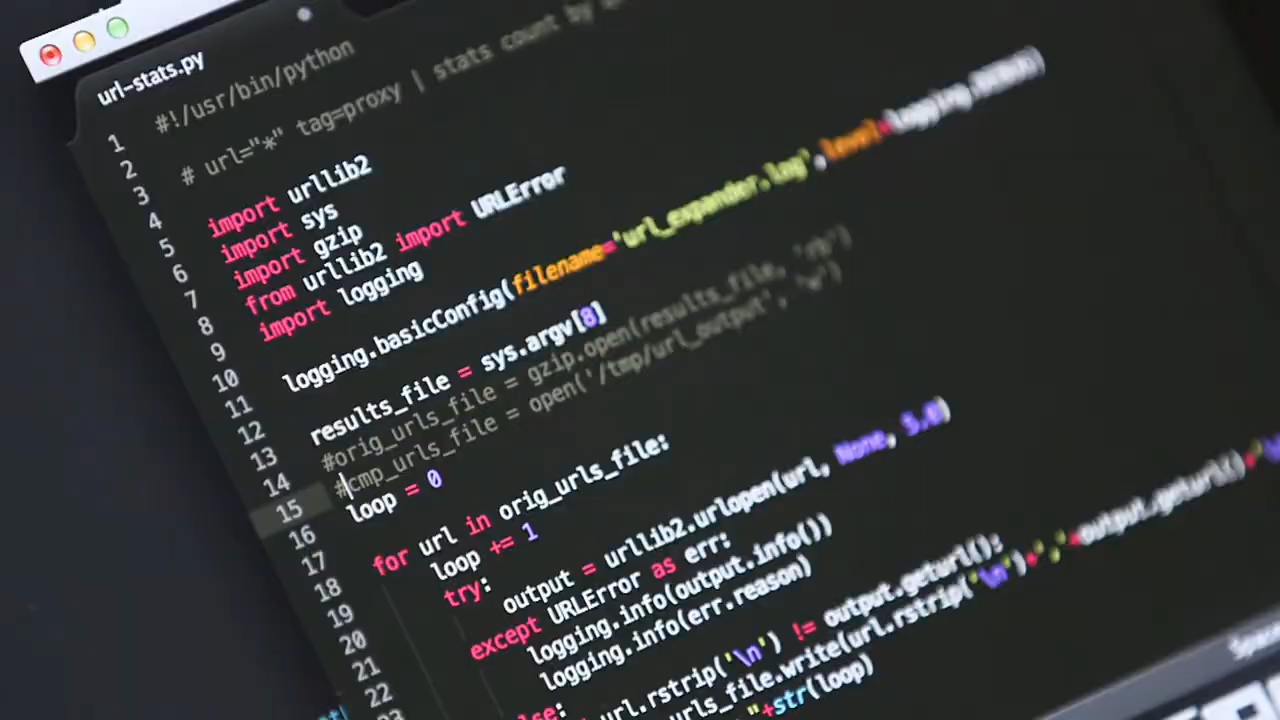 url-stats.py
1 #!/usr/bin/python
2
3 # url="*" tag=proxy | stats count by
4
5 import urllib2
6 import sys
7 import gzip
8 from urllib2 import URLError
9 import logging
10
11 logging.basicConfig(filename='url_expander.log',level=logging.DEBUG)
12
13 results_file = sys.argv[8]
14 #orig_urls_file = gzip.open(results_file, 'rb')
15 #cmp_urls_file = open('/tmp/url_output', 'w')
16 loop = 0
17
18 for url in orig_urls_file:
19 loop += 1
20 try:
21 output = urllib2.urlopen(url, None, 5.0)
22 except URLError as err:
23 logging.info(output.info())
logging.info(err.reason)
url.rstrip('\n') != output.geturl():
urls_file.write(url.rstrip('\n')+','+output.geturl()+
"+str(loop)